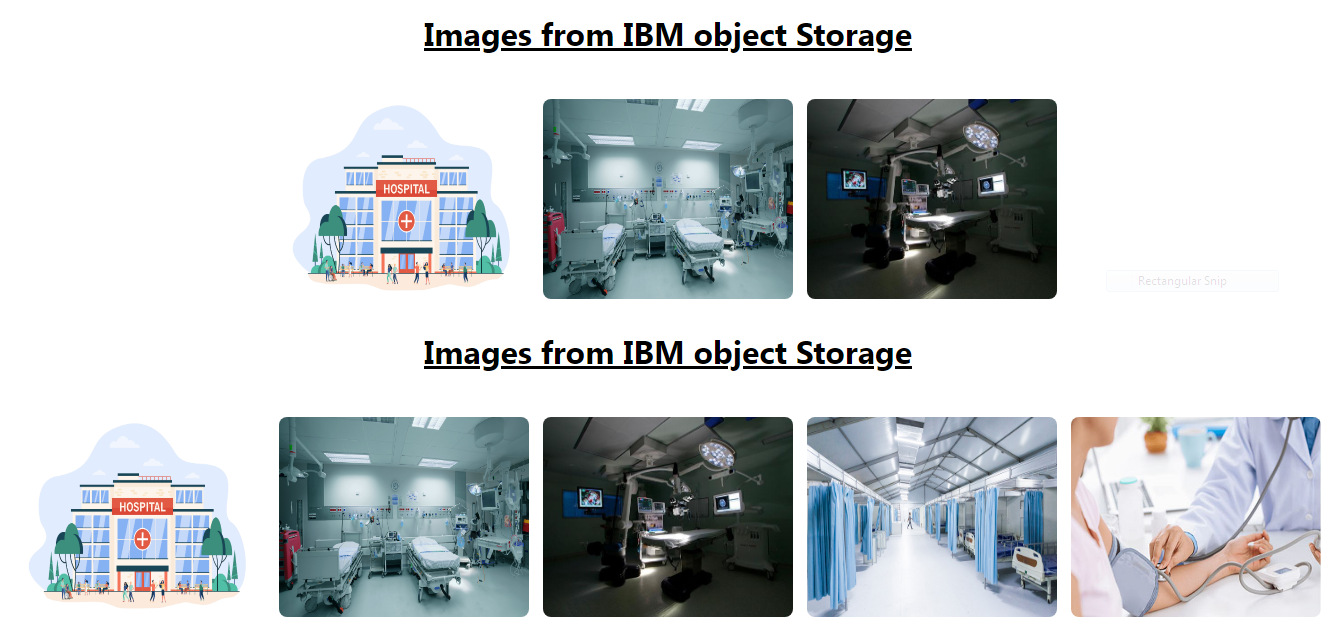 Images from IBM object Storage
HOSPITAL
Rectangular Snip
Images from IBM object Storage
HOSPITAL